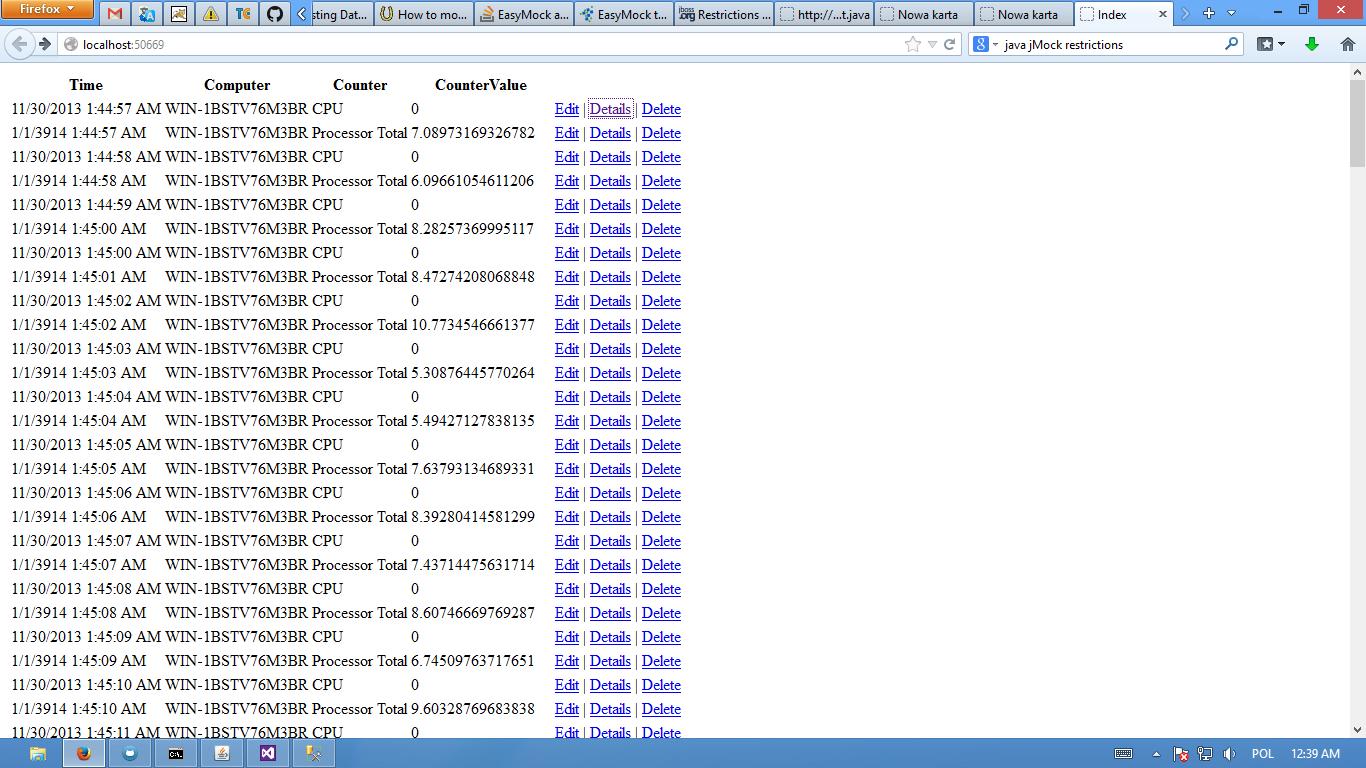 Firefox
TC sting Dat... How to mo... EasyMock a... EasyMock t... Restrictions ... http://...t.java Nowa karta Nowa karta Index
localhost:50669 java jMock restrictions
Time Computer Counter CounterValue
11/30/2013 1:44:57 AM WIN-1BSTV76M3BR CPU 0 Edit | Details | Delete
1/1/3914 1:44:57 AM WIN-1BSTV76M3BR Processor Total 7.08973169326782 Edit | Details | Delete
11/30/2013 1:44:58 AM WIN-1BSTV76M3BR CPU 0 Edit | Details | Delete
1/1/3914 1:44:58 AM WIN-1BSTV76M3BR Processor Total 6.09661054611206 Edit | Details | Delete
11/30/2013 1:44:59 AM WIN-1BSTV76M3BR CPU 0 Edit | Details | Delete
1/1/3914 1:45:00 AM WIN-1BSTV76M3BR Processor Total 8.28257369995117 Edit | Details | Delete
11/30/2013 1:45:00 AM WIN-1BSTV76M3BR CPU 0 Edit | Details | Delete
1/1/3914 1:45:01 AM WIN-1BSTV76M3BR Processor Total 8.47274208068848 Edit | Details | Delete
11/30/2013 1:45:02 AM WIN-1BSTV76M3BR CPU 0 Edit | Details | Delete
1/1/3914 1:45:02 AM WIN-1BSTV76M3BR Processor Total 10.7734546661377 Edit | Details | Delete
11/30/2013 1:45:03 AM WIN-1BSTV76M3BR CPU 0 Edit | Details | Delete
1/1/3914 1:45:03 AM WIN-1BSTV76M3BR Processor Total 5.30876445770264 Edit | Details | Delete
11/30/2013 1:45:04 AM WIN-1BSTV76M3BR CPU 0 Edit | Details | Delete
1/1/3914 1:45:04 AM WIN-1BSTV76M3BR Processor Total 5.49427127838135 Edit | Details | Delete
11/30/2013 1:45:05 AM WIN-1BSTV76M3BR CPU 0 Edit | Details | Delete
1/1/3914 1:45:05 AM WIN-1BSTV76M3BR Processor Total 7.63793134689331 Edit | Details | Delete
11/30/2013 1:45:06 AM WIN-1BSTV76M3BR CPU 0 Edit | Details | Delete
1/1/3914 1:45:06 AM WIN-1BSTV76M3BR Processor Total 8.39280414581299 Edit | Details | Delete
11/30/2013 1:45:07 AM WIN-1BSTV76M3BR CPU 0 Edit | Details | Delete
1/1/3914 1:45:07 AM WIN-1BSTV76M3BR Processor Total 7.43714475631714 Edit | Details | Delete
11/30/2013 1:45:08 AM WIN-1BSTV76M3BR CPU 0 Edit | Details | Delete
1/1/3914 1:45:08 AM WIN-1BSTV76M3BR Processor Total 8.60746669769287 Edit | Details | Delete
11/30/2013 1:45:09 AM WIN-1BSTV76M3BR CPU 0 Edit | Details | Delete
1/1/3914 1:45:09 AM WIN-1BSTV76M3BR Processor Total 6.74509763717651 Edit | Details | Delete
11/30/2013 1:45:10 AM WIN-1BSTV76M3BR CPU 0 Edit | Details | Delete
1/1/3914 1:45:10 AM WIN-1BSTV76M3BR Processor Total 9.60328769683838 Edit | Details | Delete
11/30/2013 1:45:11 AM WIN-1BSTV76M3BR CPU 0 Edit | Details | Delete
POL 12:39 AM